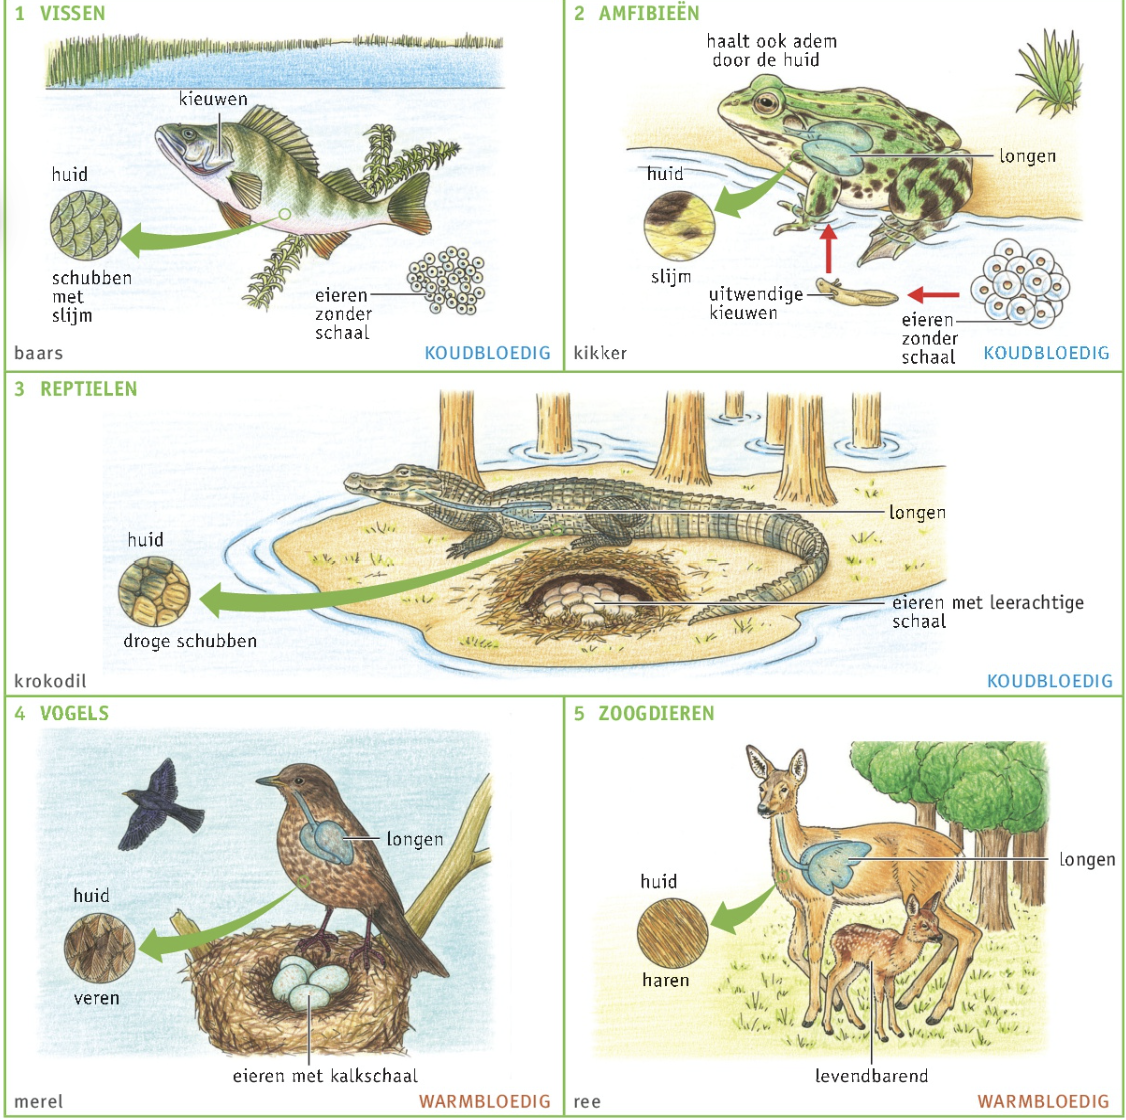 1 VISSEN
kieuwen
huid
schubben
met
slijm
eieren
zonder
schaal
baars
KOUDBLOEDIG
2 AMFIBIEËN
haalt ook adem
door de huid
longen
huid
slijm
uitwendige
kieuwen
eieren
zonder
schaal
kikker
KOUDBLOEDIG
3 REPTIELEN
longen
huid
droge schubben
eieren met leerachtige
schaal
krokodil
KOUDBLOEDIG
4 VOGELS
longen
huid
veren
eieren met kalkschaal
merel
WARMBLOEDIG
5 ZOOGDIEREN
longen
huid
haren
levendbarend
ree
WARMBLOEDIG